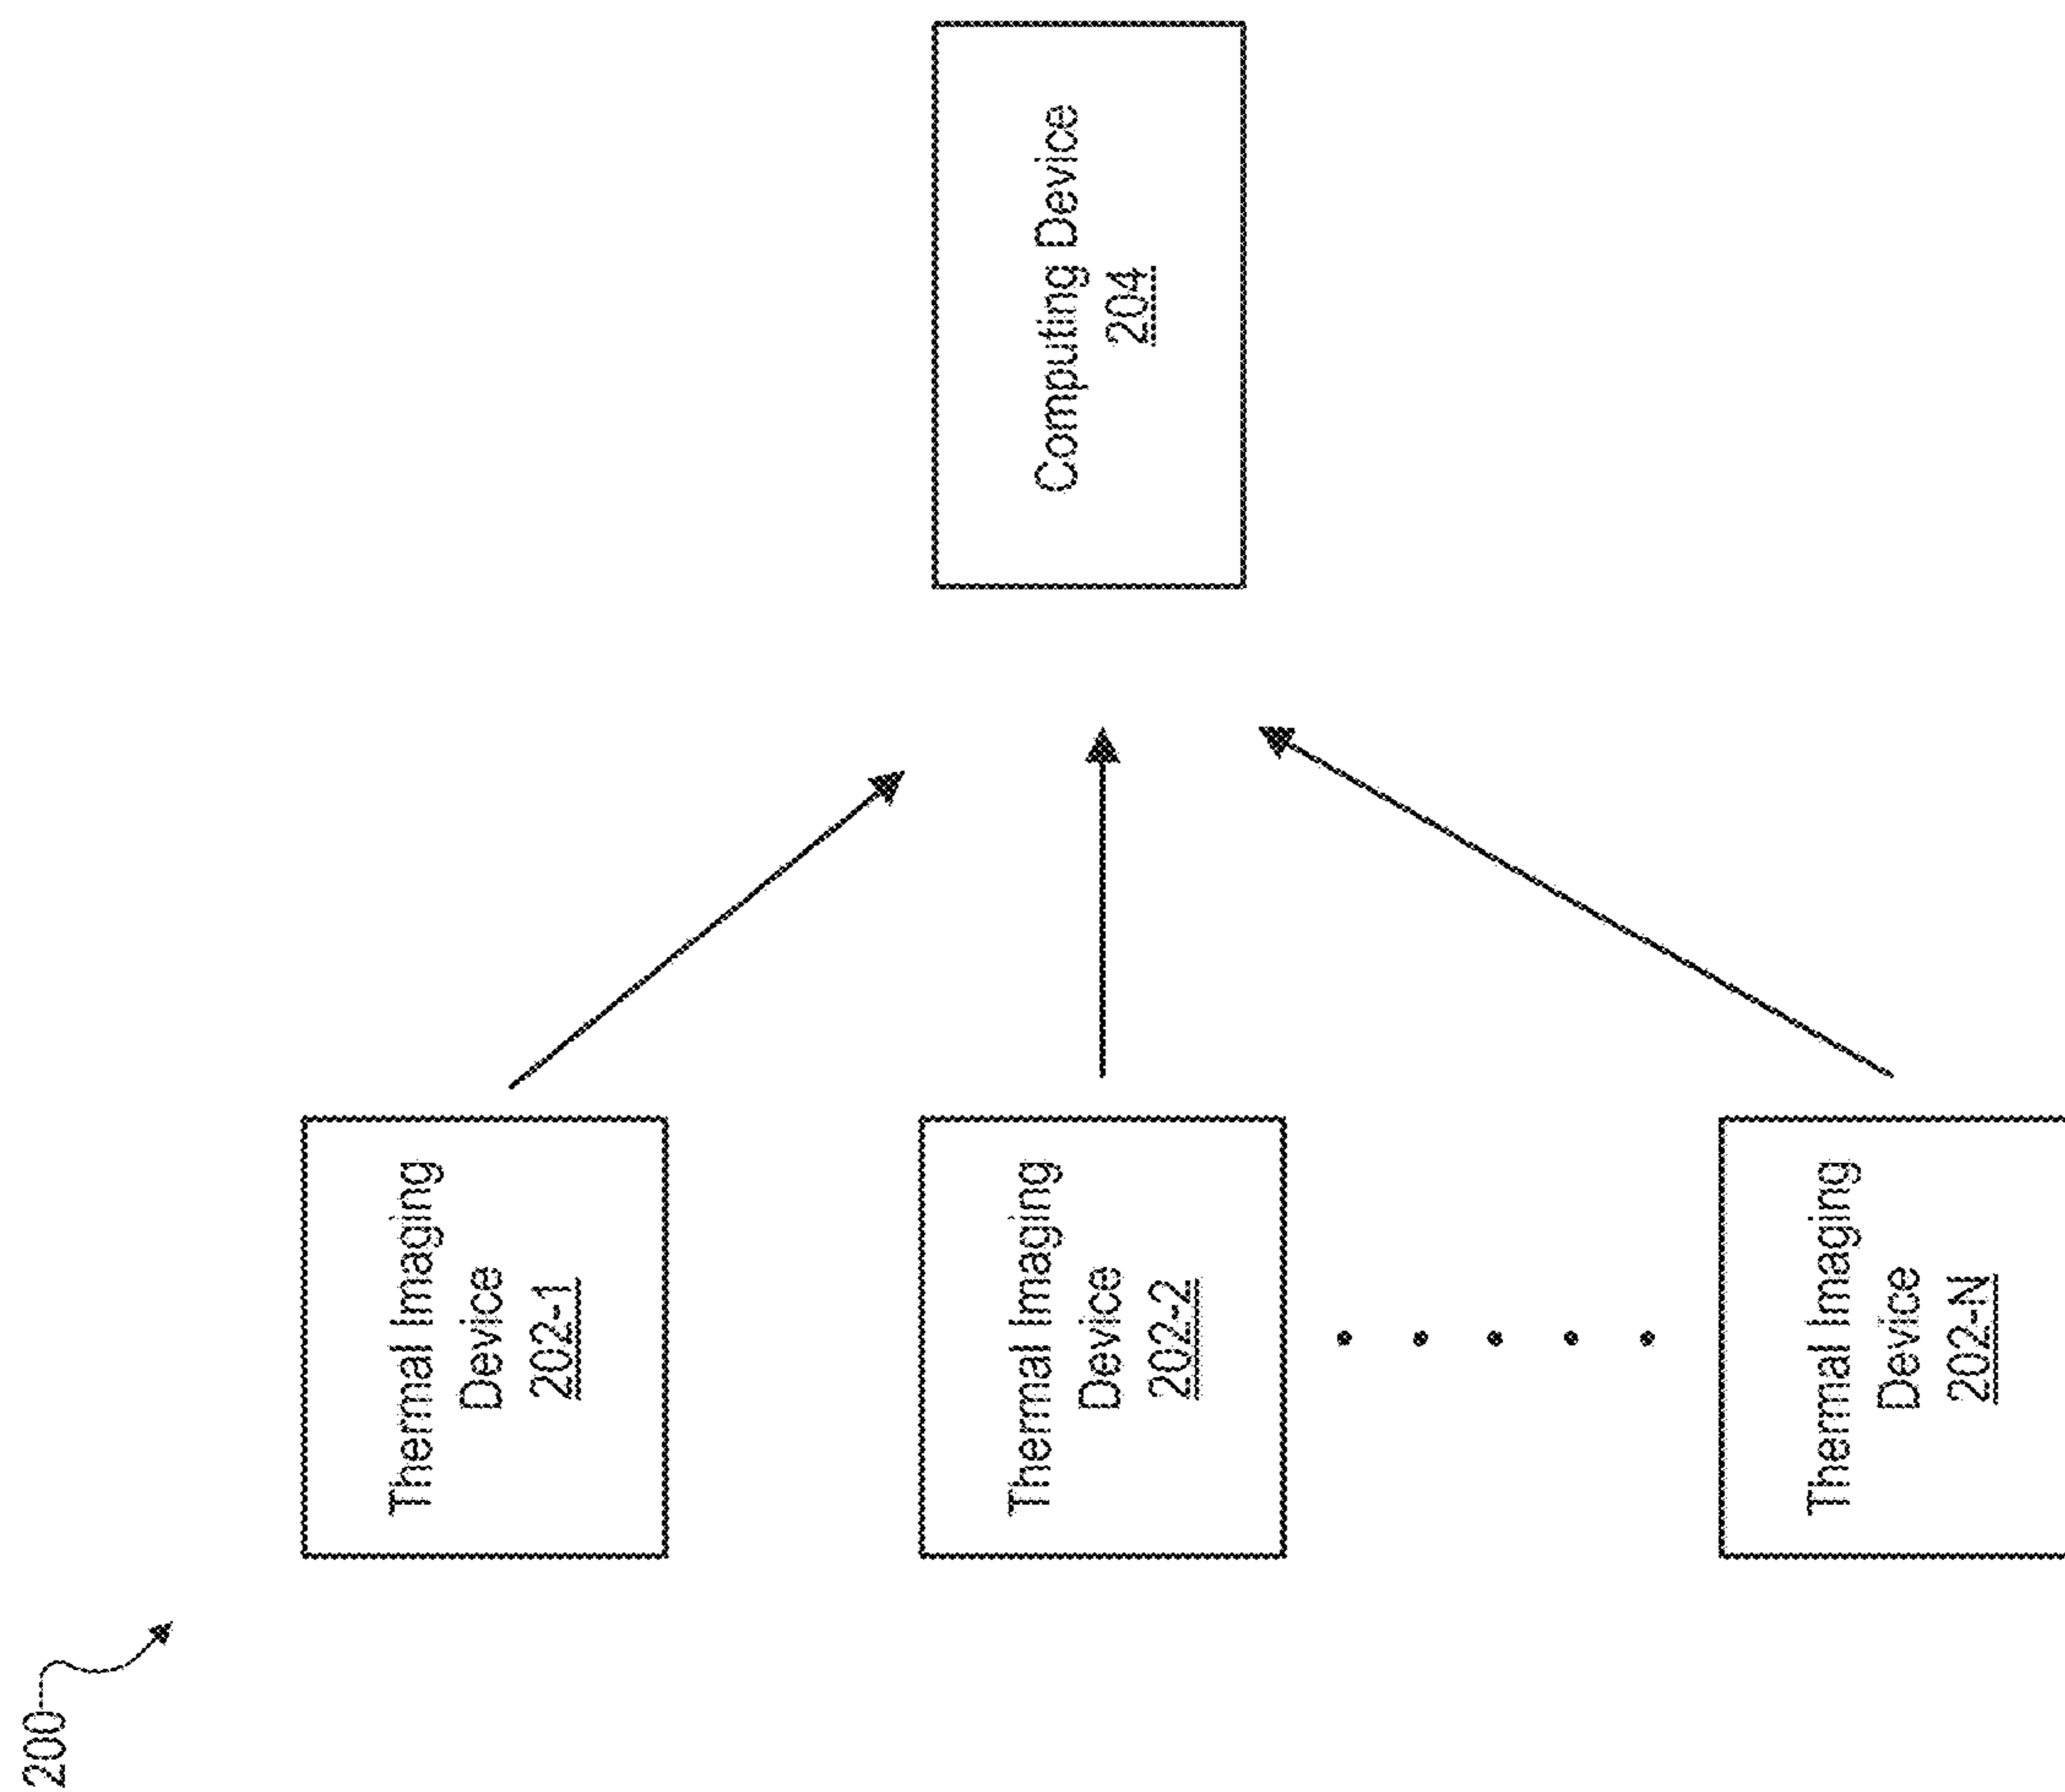 200
Thermal Imaging
Device
202-1
Thermal Imaging
Device
202-2
Thermal Imaging
Device
202-N
Computing Device
204